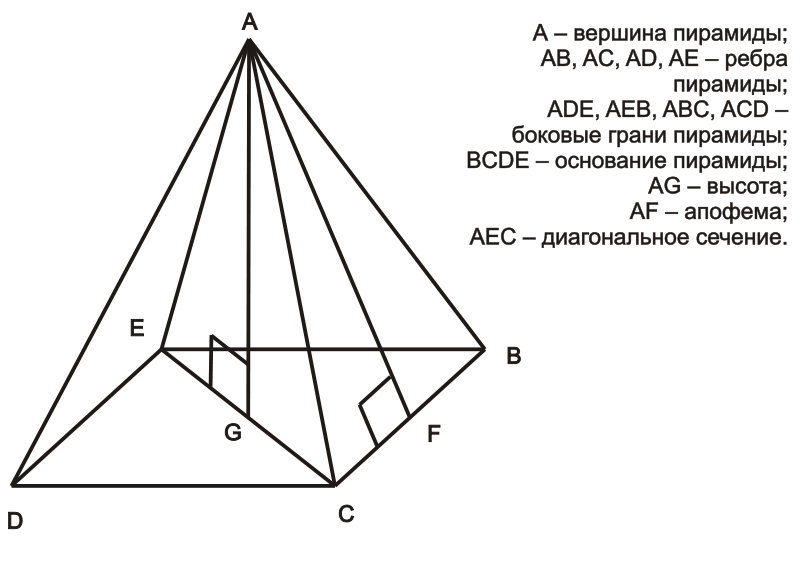 A
A – вершина пирамиды;
AB, AC, AD, AE – ребра
пирамиды;
ADE, AEB, ABC, ACD –
боковые грани пирамиды;
BCDE – основание пирамиды;
AG – высота;
AF – апофема;
AEC – диагональное сечение.
E
B
G
F
D
C